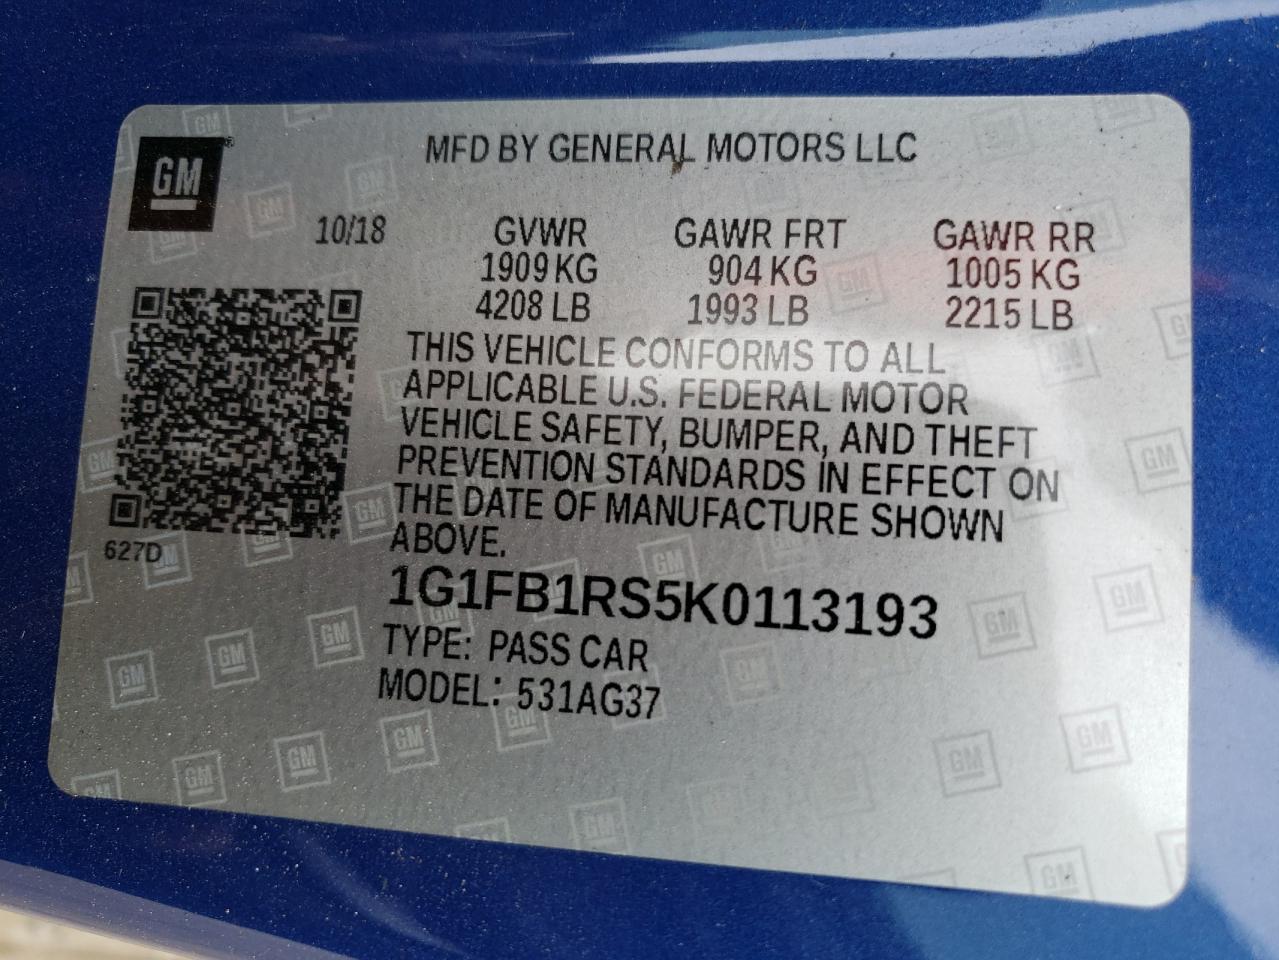 GM
MFD BY GENERAL MOTORS LLC
10/18 GVWR GAWR FRT GAWR RR
1909 KG 904 KG 1005 KG
4208 LB 1993 LB 2215 LB
THIS VEHICLE CONFORMS TO ALL
APPLICABLE U.S. FEDERAL MOTOR
VEHICLE SAFETY, BUMPER, AND THEFT
PREVENTION STANDARDS IN EFFECT ON
THE DATE OF MANUFACTURE SHOWN
ABOVE.
627D
1G1FB1RS5K0113193
TYPE: PASS CAR
MODEL: 531AG37